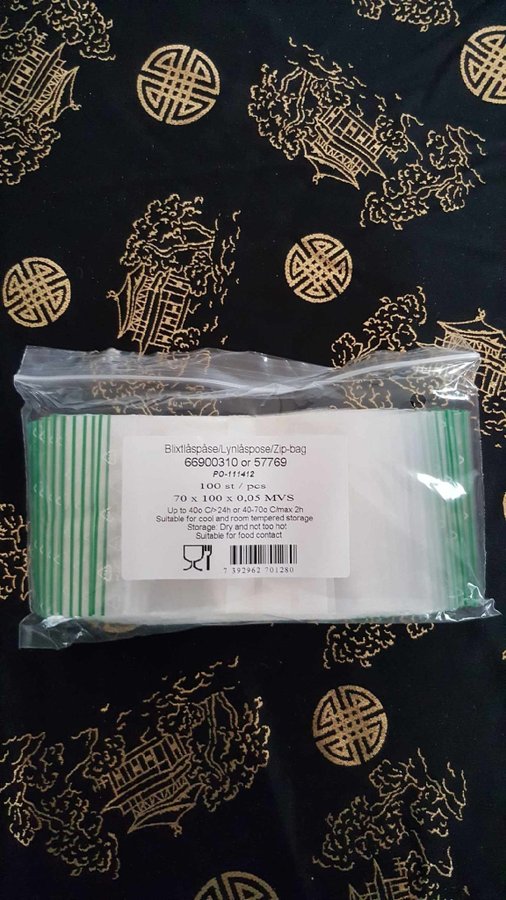 Blixtlåspåse/Lynlåspose/Zip-bag
66900310 or 57769
PO-111412
100 st / pcs
70 x 100 x 0,05 MVS
Up to 40o C/>24h or 40-70o C/max 2h
Suitable for cool and room tempered storage
Storage: Dry and not too hot
Suitable for food contact
7 392962 701280